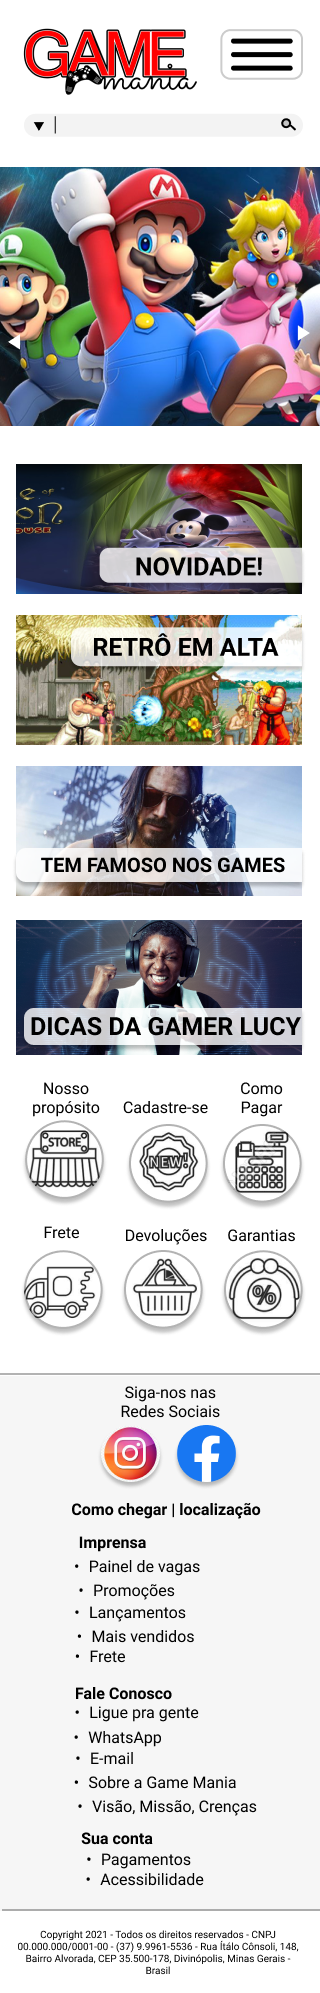 GAME
mania
L
M
NOVIDADE!
RETRÔ EM ALTA
TEM FAMOSO NOS GAMES
DICAS DA GAMER LUCY
Nosso
propósito
Cadastre-se
Como
Pagar
STORE
NEW!
Frete
Devoluções
Garantias
%
Siga-nos nas
Redes Sociais
Como chegar | localização
Imprensa
• Painel de vagas
• Promoções
• Lançamentos
• Mais vendidos
• Frete
Fale Conosco
• Ligue pra gente
• WhatsApp
• E-mail
• Sobre a Game Mania
• Visão, Missão, Crenças
Sua conta
• Pagamentos
• Acessibilidade
Copyright 2021 - Todos os direitos reservados - CNPJ
00.000.000/0001-00 - (37) 9.9961-5536 - Rua Ítálo Cônsoli, 148,
Bairro Alvorada, CEP 35.500-178, Divinópolis, Minas Gerais -
Brasil